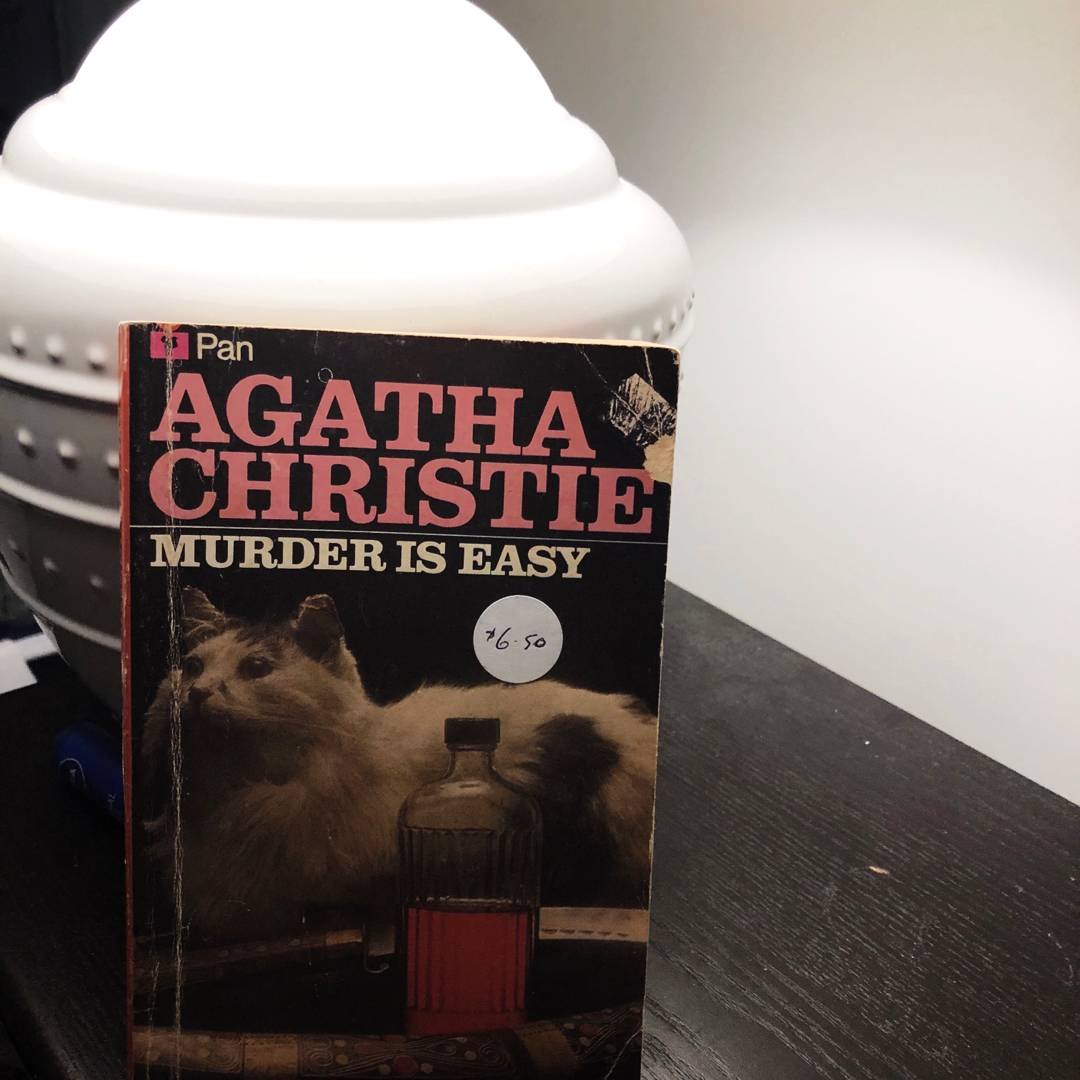 Pan
AGATHA
CHRISTIE
MURDER IS EASY
$6.50